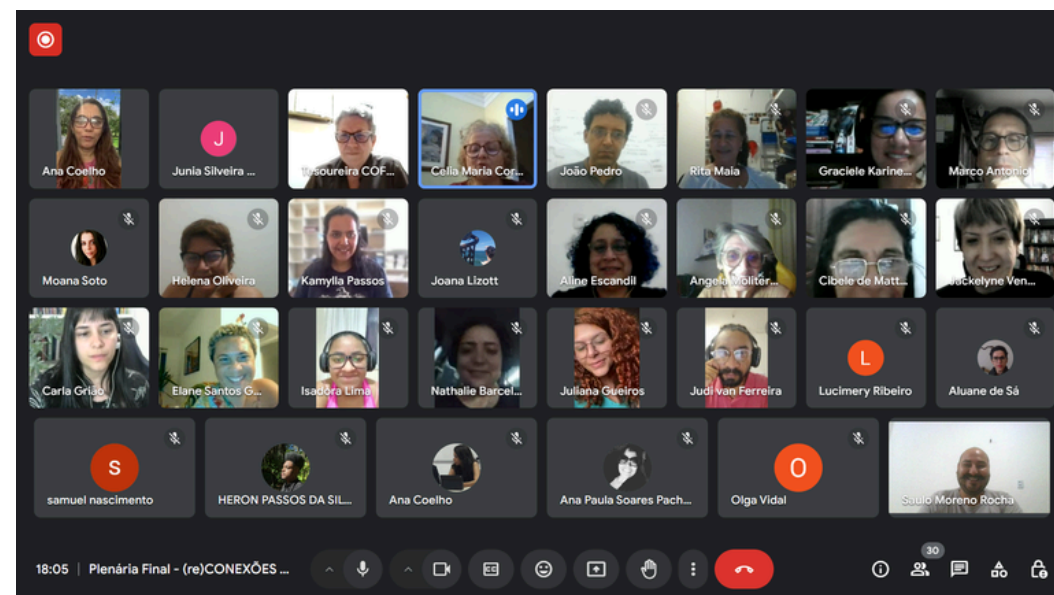 Ana Coelho
J
Junia Silveira ...
Tesoureira COF...
Celia Maria Cor...
João Pedro
Rita Maia
Graciele Karine...
Marco Antonio
Moana Soto
Helena Oliveira
Kamylla Passos
Joana Lizott
Aline Escandil
Angela Moliter...
Cibele de Matt...
Jackelyne Ven...
Carla Grião
Elane Santos G...
Isadora Lima
Nathalie Barcel...
Juliana Gueiros
Judivan Ferreira
L
Lucimery Ribeiro
Aluane de Sá
S
samuel nascimento
HERON PASSOS DA SIL...
Ana Coelho
Ana Paula Soares Pach...
O
Olga Vidal
Saulo Moreno Rocha
18:05 | Plenária Final - (re)CONEXÕES ...
CC
30